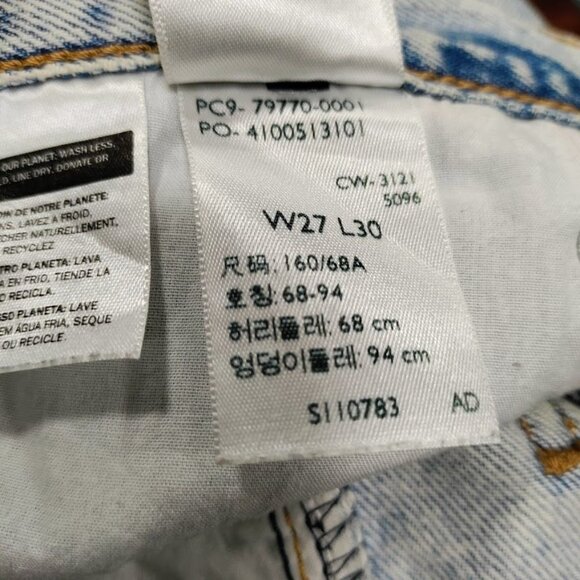 OUR PLANET: WASH LESS,
LINE DRY, DONATE OR
DE NOTRE PLANETE:
LAVEZ A FROID,
NATURELLEMENT,
RECYCLEZ
PLANETA: LAVA
EN FRIO, TIENDE LA
O RECICLA.
PLANETA: LAVE
EM ÁGUA FRIA, SEQUE
OU RECICLE.
PC9- 79770-0001
PO- 4100513101
CW-3121
5096
W27 L30
尺码: 160/68A
호칭: 68-94
허리둘레: 68 cm
엉덩이둘레: 94 cm
S110783 AD